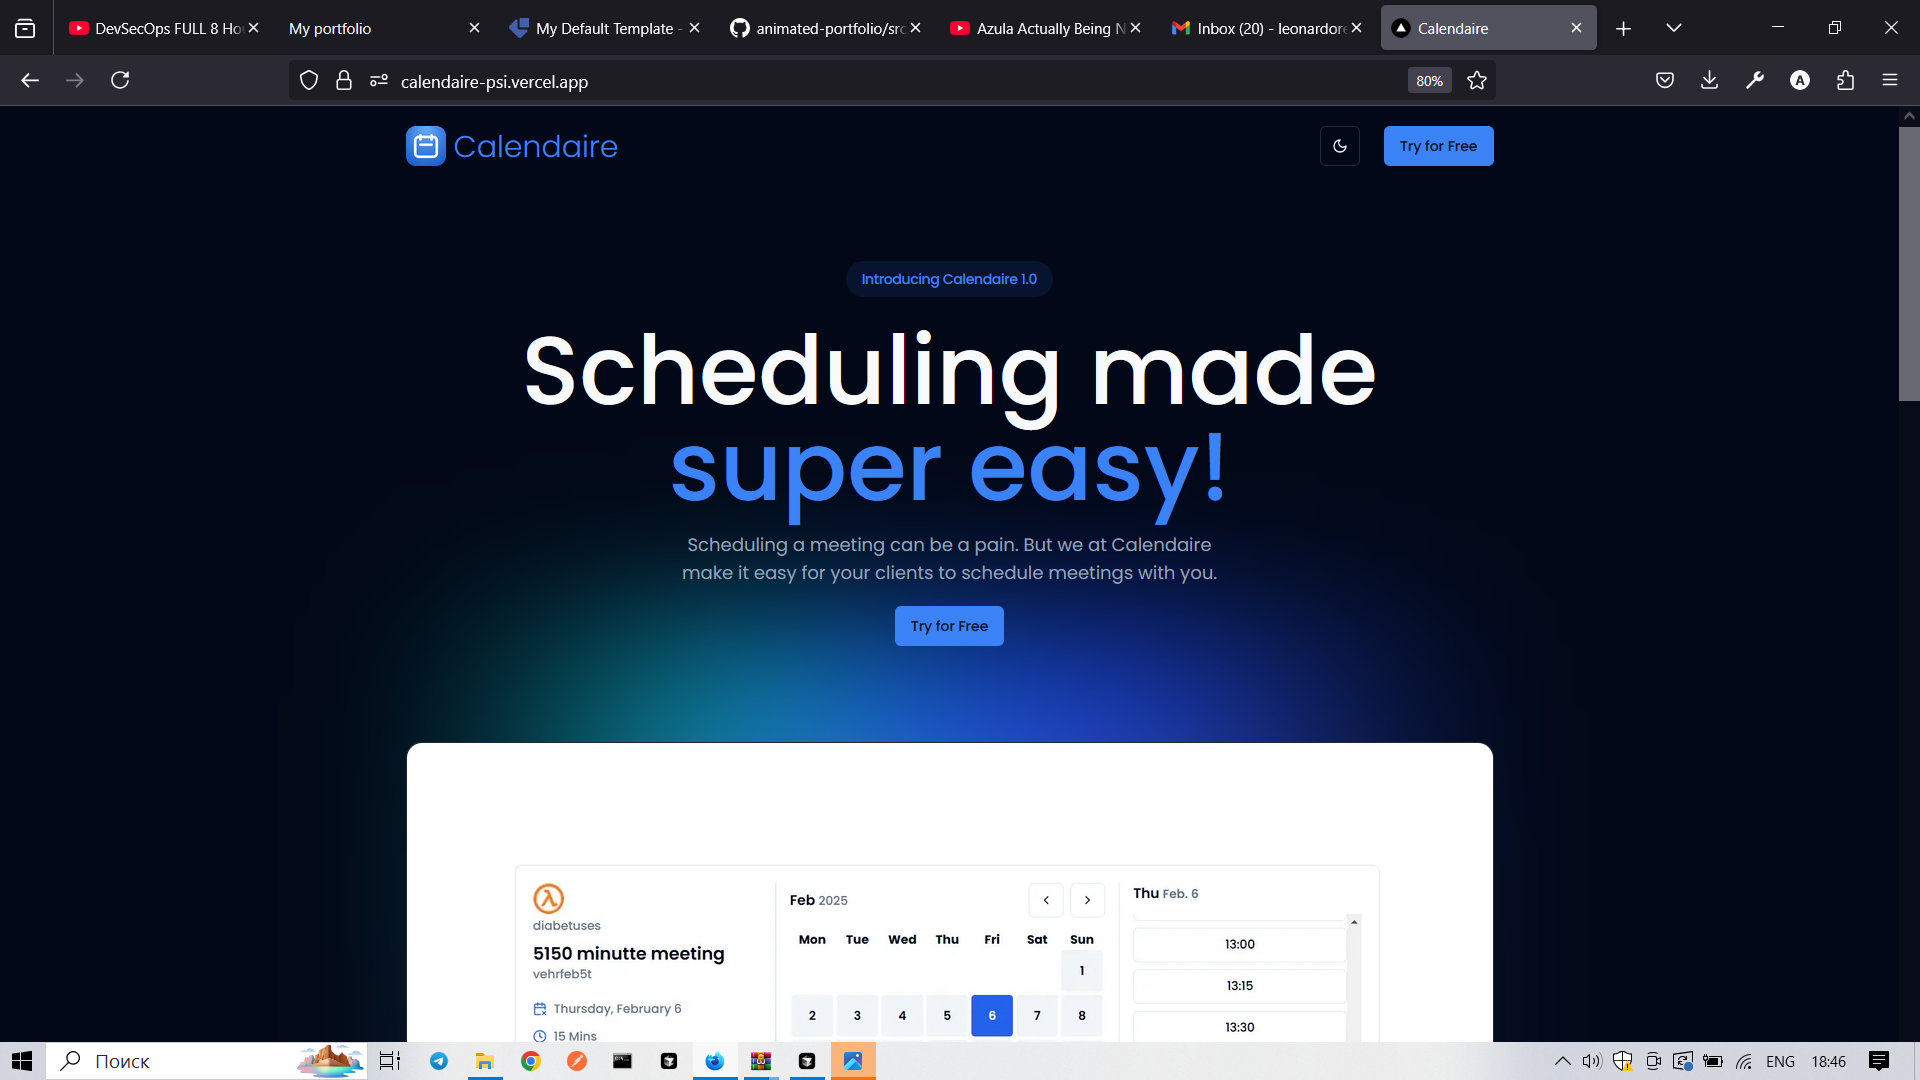 DevSecOps FULL 8 Ho
My portfolio
My Default Template -
animated-portfolio/src
Azula Actually Being N
Inbox (20) - leonardore
Calendaire
calendaire-psi.vercel.app
80%
A
Calendaire
Try for Free
Introducing Calendaire 1.0
Scheduling made
super easy!
Scheduling a meeting can be a pain. But we at Calendaire
make it easy for your clients to schedule meetings with you.
Try for Free
diabetuses
5150 minutte meeting
vehrfeb5t
Thursday, February 6
15 Mins
Feb 2025
Mon Tue Wed Thu Fri Sat Sun
1
2 3 4 5 6 7 8
Thu Feb. 6
13:00
13:15
13:30
Поиск
ENG
18:46